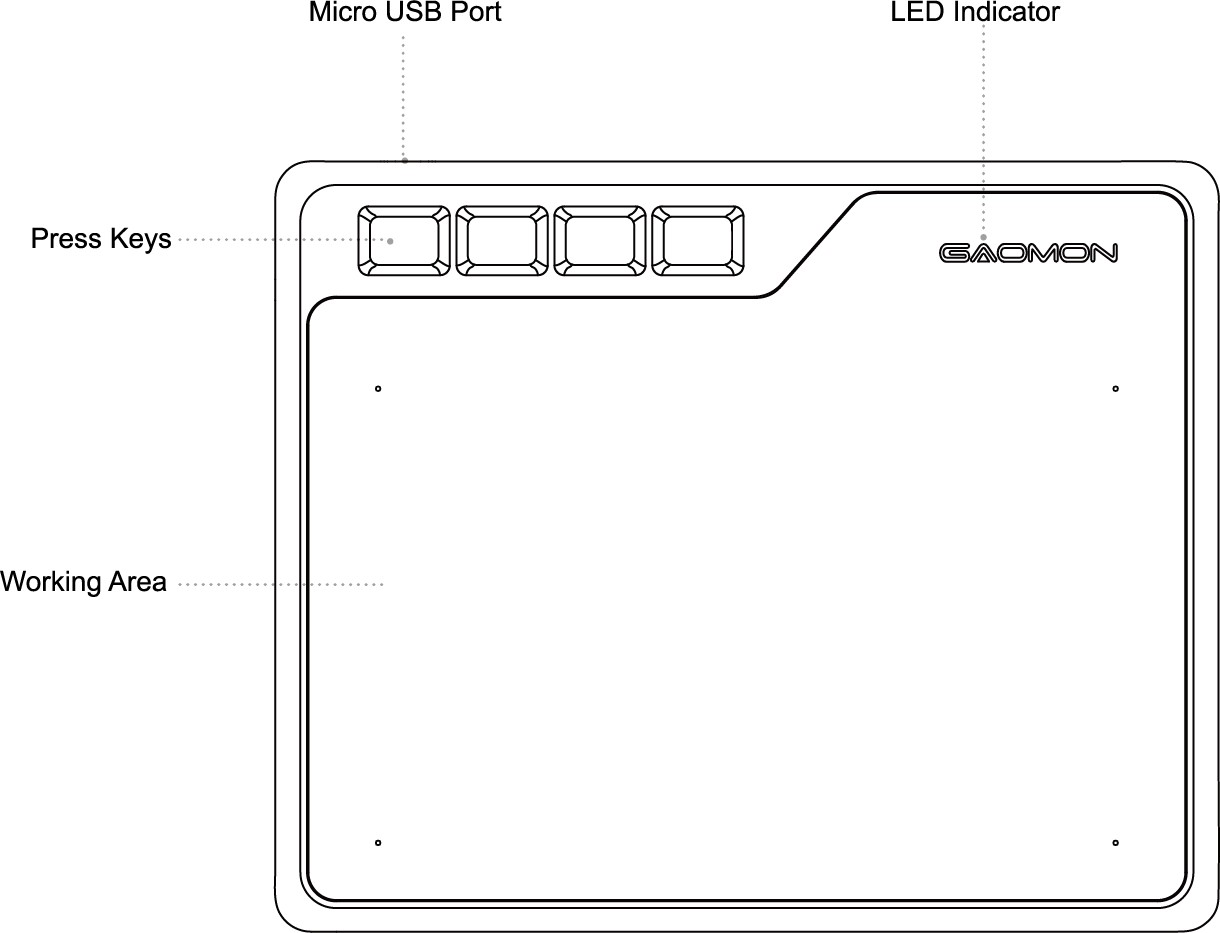 Micro USB Port
LED Indicator
Press Keys
GAOMON
Working Area